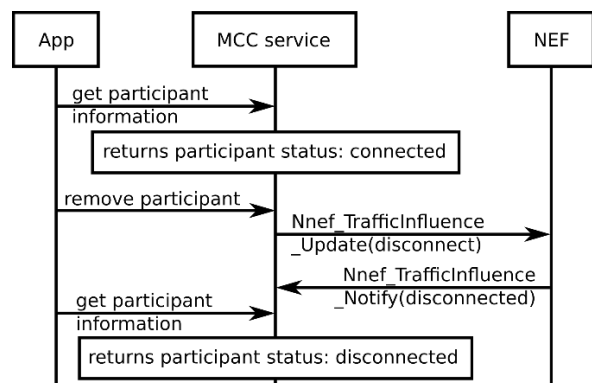 App
MCC service
NEF
get participant
information
returns participant status: connected
remove participant
Nnef_TrafficInfluence
_Update(disconnect)
Nnef_TrafficInfluence
_Notify(disconnected)
get participant
information
returns participant status: disconnected